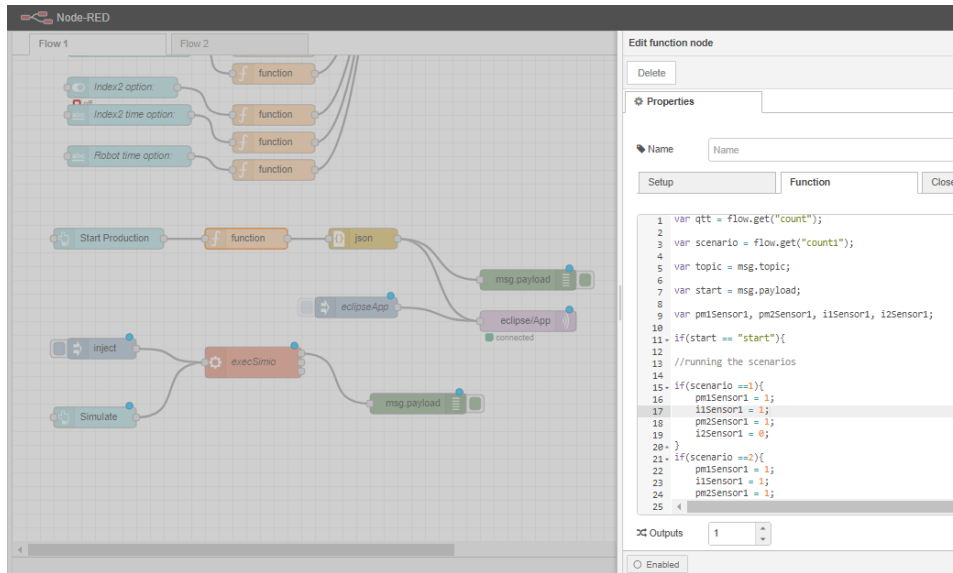 Node-RED
Flow 1
Flow 2
function
Index2 option:
off
Index2 time option:
function
function
Robot time option:
function
Start Production
function
json
msg.payload
eclipseApp
eclipse/App
connected
inject
execSimio
msg.payload
Simulate
Edit function node
Delete
Properties
Name
Name
Setup
Function
Close
1 var qtt = flow.get("count");
2
3 var scenario = flow.get("count1");
4
5 var topic = msg.topic;
6
7 var start = msg.payload;
8
9 var pm1Sensor1, pm2Sensor1, i1Sensor1, i2Sensor1;
10
11 if(start == "start"){
12
13 //running the scenarios
14
15 if(scenario ==1){
16 pm1Sensor1 = 1;
17 i1Sensor1 = 1;
18 pm2Sensor1 = 1;
19 i2Sensor1 = 0;
20 }
21 if(scenario ==2){
22 pm1Sensor1 = 1;
23 i1Sensor1 = 1;
24 pm2Sensor1 = 1;
25
Outputs
1
Enabled